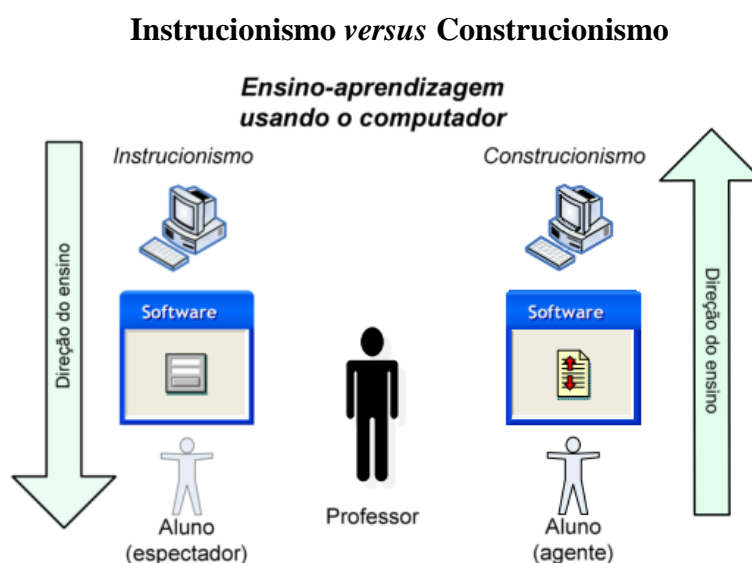 Instrucionismo versus Construcionismo
Ensino-aprendizagem
usando o computador
Instrucionismo
Construcionismo
Direção do ensino
Direção do ensino
Software
Software
Aluno
(espectador)
Professor
Aluno
(agente)